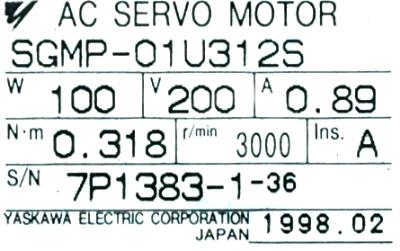 AC SERVO MOTOR
SGMP-01U312S
W 100 V 200 A 0.89
N·m 0.318 r/min 3000 Ins. A
S/N 7P1383-1-36
YASKAWA ELECTRIC CORPORATION
JAPAN 1998.02